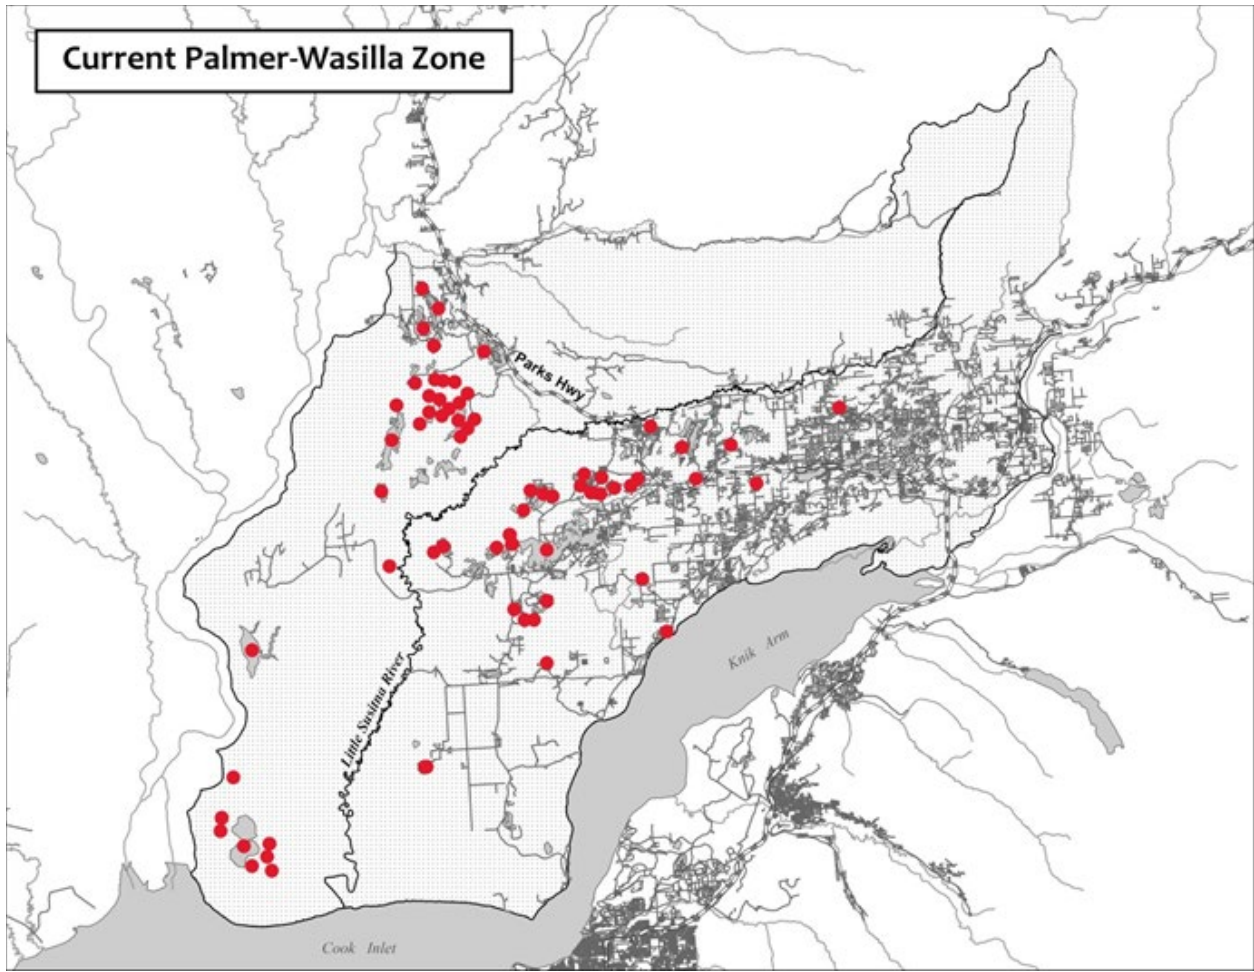 Current Palmer-Wasilla Zone
Parks Hwy
Knik Arm
Little Susitna River
Cook Inlet